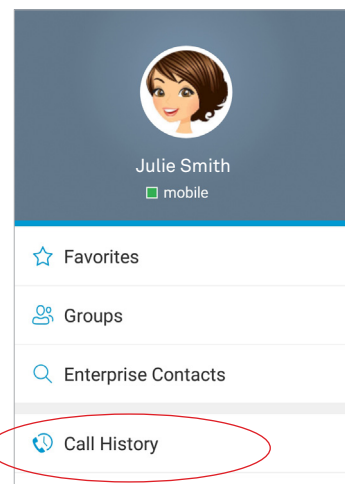 Julie Smith
mobile
Favorites
Groups
Enterprise Contacts
Call History